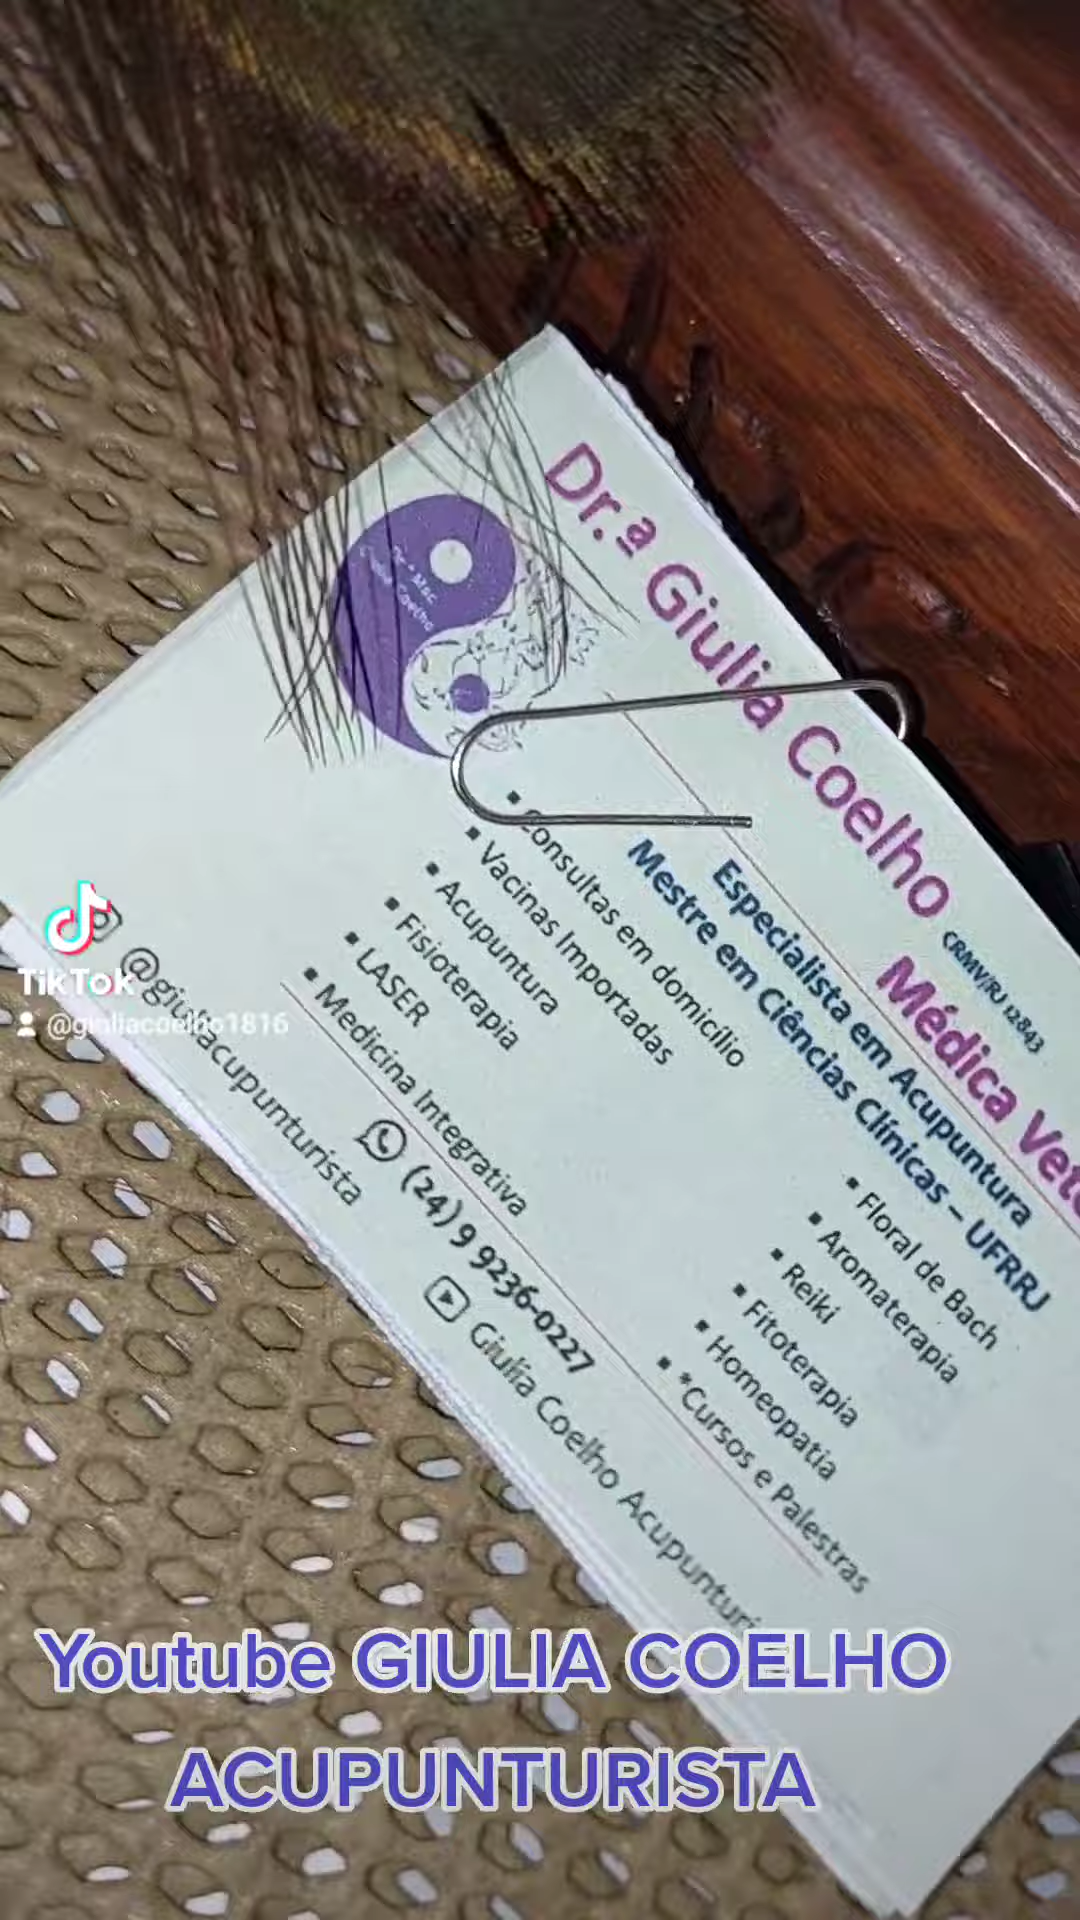 Dr.ª Giulia Coelho
CRMV/RJ 12843
Médica
Especialista em Acupuntura
Mestre em Ciências Clínicas – UFRRJ
▪ Consultas em domicílio
▪ Vacinas Importadas
▪ Acupuntura
▪ Fisioterapia
▪ LASER
▪ Medicina Integrativa
▪ Floral de Bach
▪ Aromaterapia
▪ Reiki
▪ Fitoterapia
▪ Homeopatia
▪ *Cursos e Palestras
(24) 9 9236-0227
@giuliacupunturista
Giulia Coelho
TikTok
@giuliacoelho1816
Youtube GIULIA COELHO
ACUPUNTURISTA